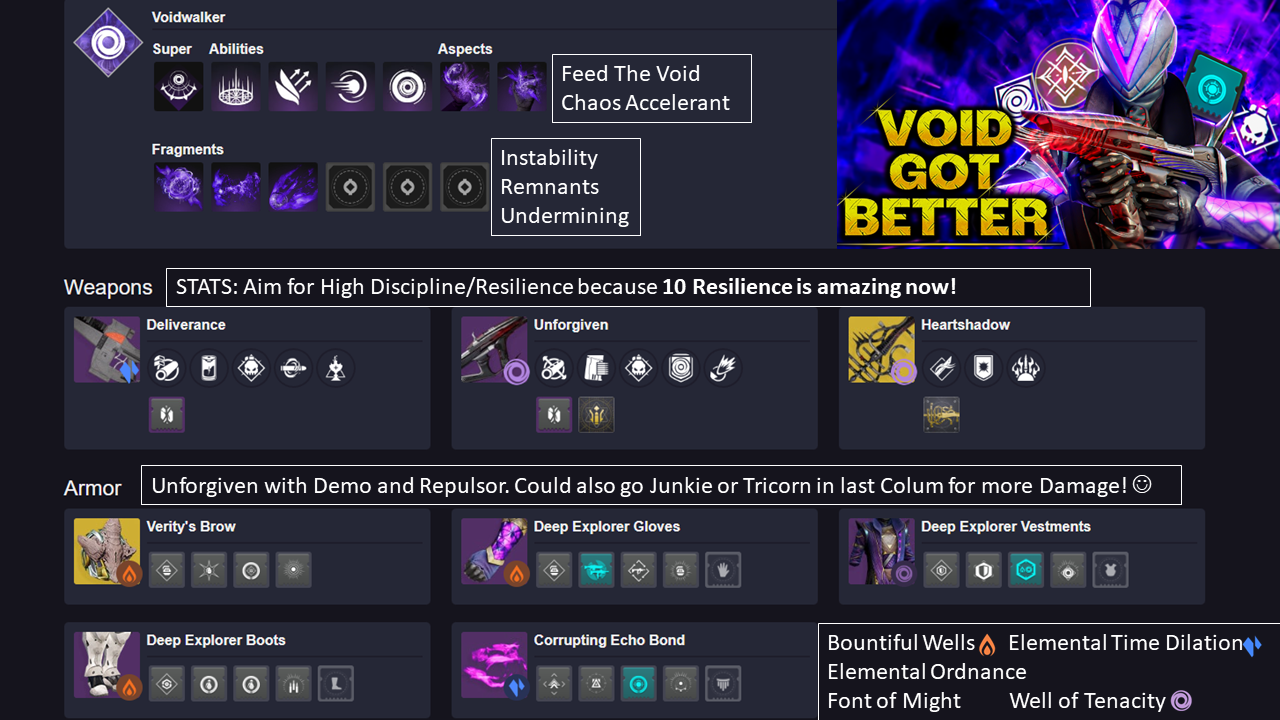 Voidwalker
Super Abilities Aspects
Feed The Void
Chaos Accelerant
Fragments
Instability
Remnants
Undermining
VOID
GOT
BETTER
Weapons
STATS: Aim for High Discipline/Resilience because 10 Resilience is amazing now!
Deliverance
Unforgiven
Heartshadow
Armor
Unforgiven with Demo and Repulsor. Could also go Junkie or Tricorn in last Colum for more Damage! ☺
Verity's Brow
Deep Explorer Gloves
Deep Explorer Vestments
Deep Explorer Boots
Corrupting Echo Bond
Bountiful Wells Elemental Time Dilation
Elemental Ordnance
Font of Might Well of Tenacity